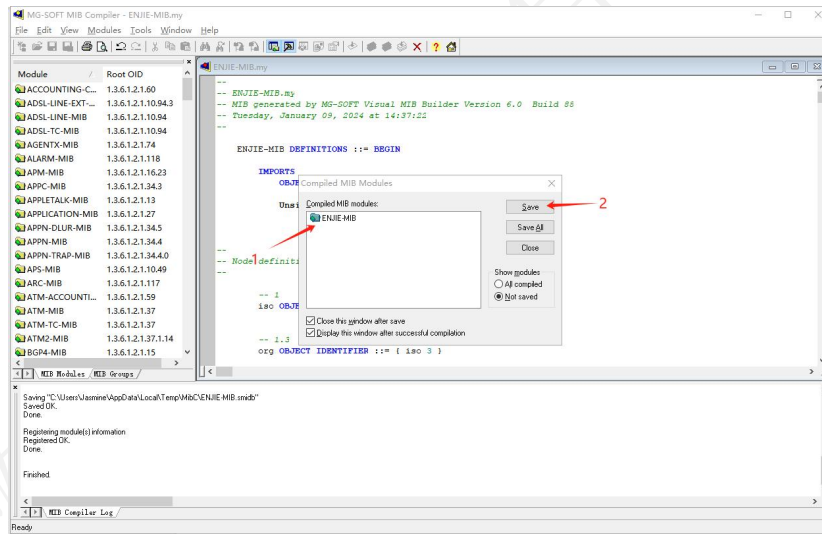 MG-SOFT MIB Compiler - ENJIE-MIB.my
File Edit View Modules Tools Window Help
Module / Root OID
ACCOUNTING-C... 1.3.6.1.2.1.60
ADSL-LINE-EXT-... 1.3.6.1.2.1.10.94.3
ADSL-LINE-MIB 1.3.6.1.2.1.10.94
ADSL-TC-MIB 1.3.6.1.2.1.10.94
AGENTX-MIB 1.3.6.1.2.1.74
ALARM-MIB 1.3.6.1.2.1.118
APM-MIB 1.3.6.1.2.1.16.23
APPC-MIB 1.3.6.1.2.1.34.3
APPLETALK-MIB 1.3.6.1.2.1.13
APPLICATION-MIB 1.3.6.1.2.1.27
APPN-DLUR-MIB 1.3.6.1.2.1.34.5
APPN-MIB 1.3.6.1.2.1.34.4
APPN-TRAP-MIB 1.3.6.1.2.1.34.4.0
APS-MIB 1.3.6.1.2.1.10.49
ARC-MIB 1.3.6.1.2.1.117
ATM-ACCOUNTI... 1.3.6.1.2.1.59
ATM-MIB 1.3.6.1.2.1.37
ATM-TC-MIB 1.3.6.1.2.1.37
ATM2-MIB 1.3.6.1.2.1.37.1.14
BGP4-MIB 1.3.6.1.2.1.15
MIB Modules / MIB Groups /
ENJIE-MIB.my
--
-- ENJIE-MIB.my
-- MIB generated by MG-SOFT Visual MIB Builder Version 6.0 Build 88
-- Tuesday, January 09, 2024 at 14:37:22
--
ENJIE-MIB DEFINITIONS ::= BEGIN
IMPORTS
OBJE
Unsi
--
-- Node definiti
--
-- 1
iso OBJE
-- 1.3
org OBJECT IDENTIFIER ::= { iso 3 }
Compiled MIB Modules
Compiled MIB modules:
ENJIE-MIB
Save
Save All
Close
Show modules
All compiled
Not saved
Close this window after save
Display this window after successful compilation
1
2
Saving "C:\Users\Jasmine\AppData\Local\Temp\MibC\ENJIE-MIB.smidb"
Saved OK.
Done.
Registering module(s) information
Registered OK.
Done.
Finished.
MIB Compiler Log
Ready